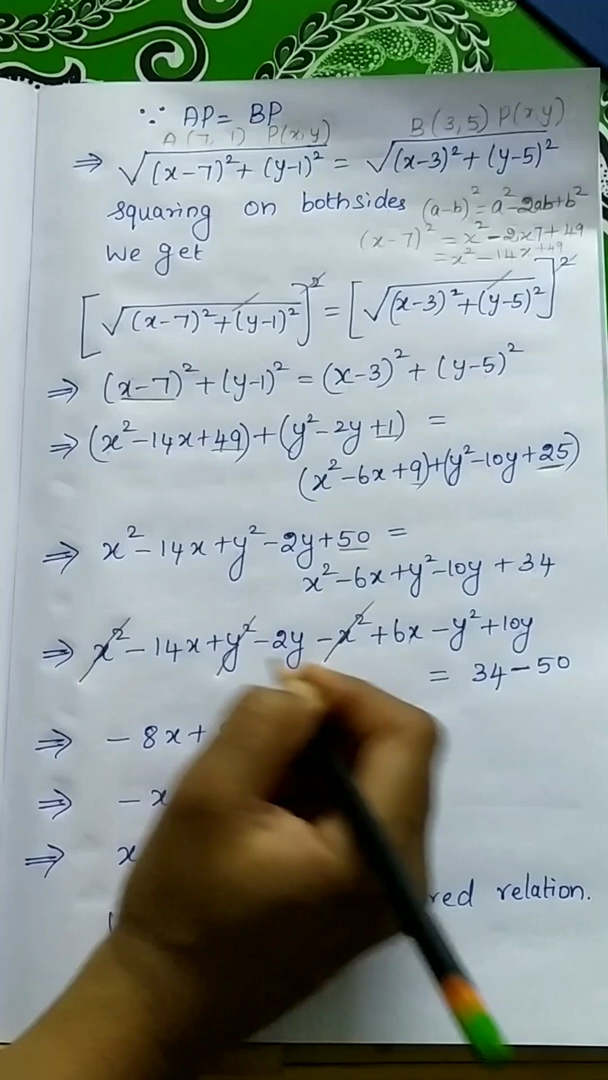 ∵ AP = BP
A (7, 1) P(x,y) B (3,5) P(x,y)
⇒ √(x-7)²+(y-1)² = √(x-3)²+(y-5)²
squaring on bothsides (a-b)² = a²-2ab+b²
(x-7)² = x²-2x7+49
We get = x²-14x+49
[√(x-7)²+(y-1)²]² = [√(x-3)²+(y-5)²]²
⇒ (x-7)²+(y-1)² = (x-3)²+(y-5)²
⇒ (x²-14x+49)+(y²-2y+1) =
(x²-6x+9)+(y²-10y+25)
⇒ x²-14x+y²-2y+50 =
x²-6x+y²-10y+34
⇒ x²-14x+y²-2y-x²+6x-y²+10y
= 34-50
⇒ -8x+
⇒ -x
⇒ x
relation.